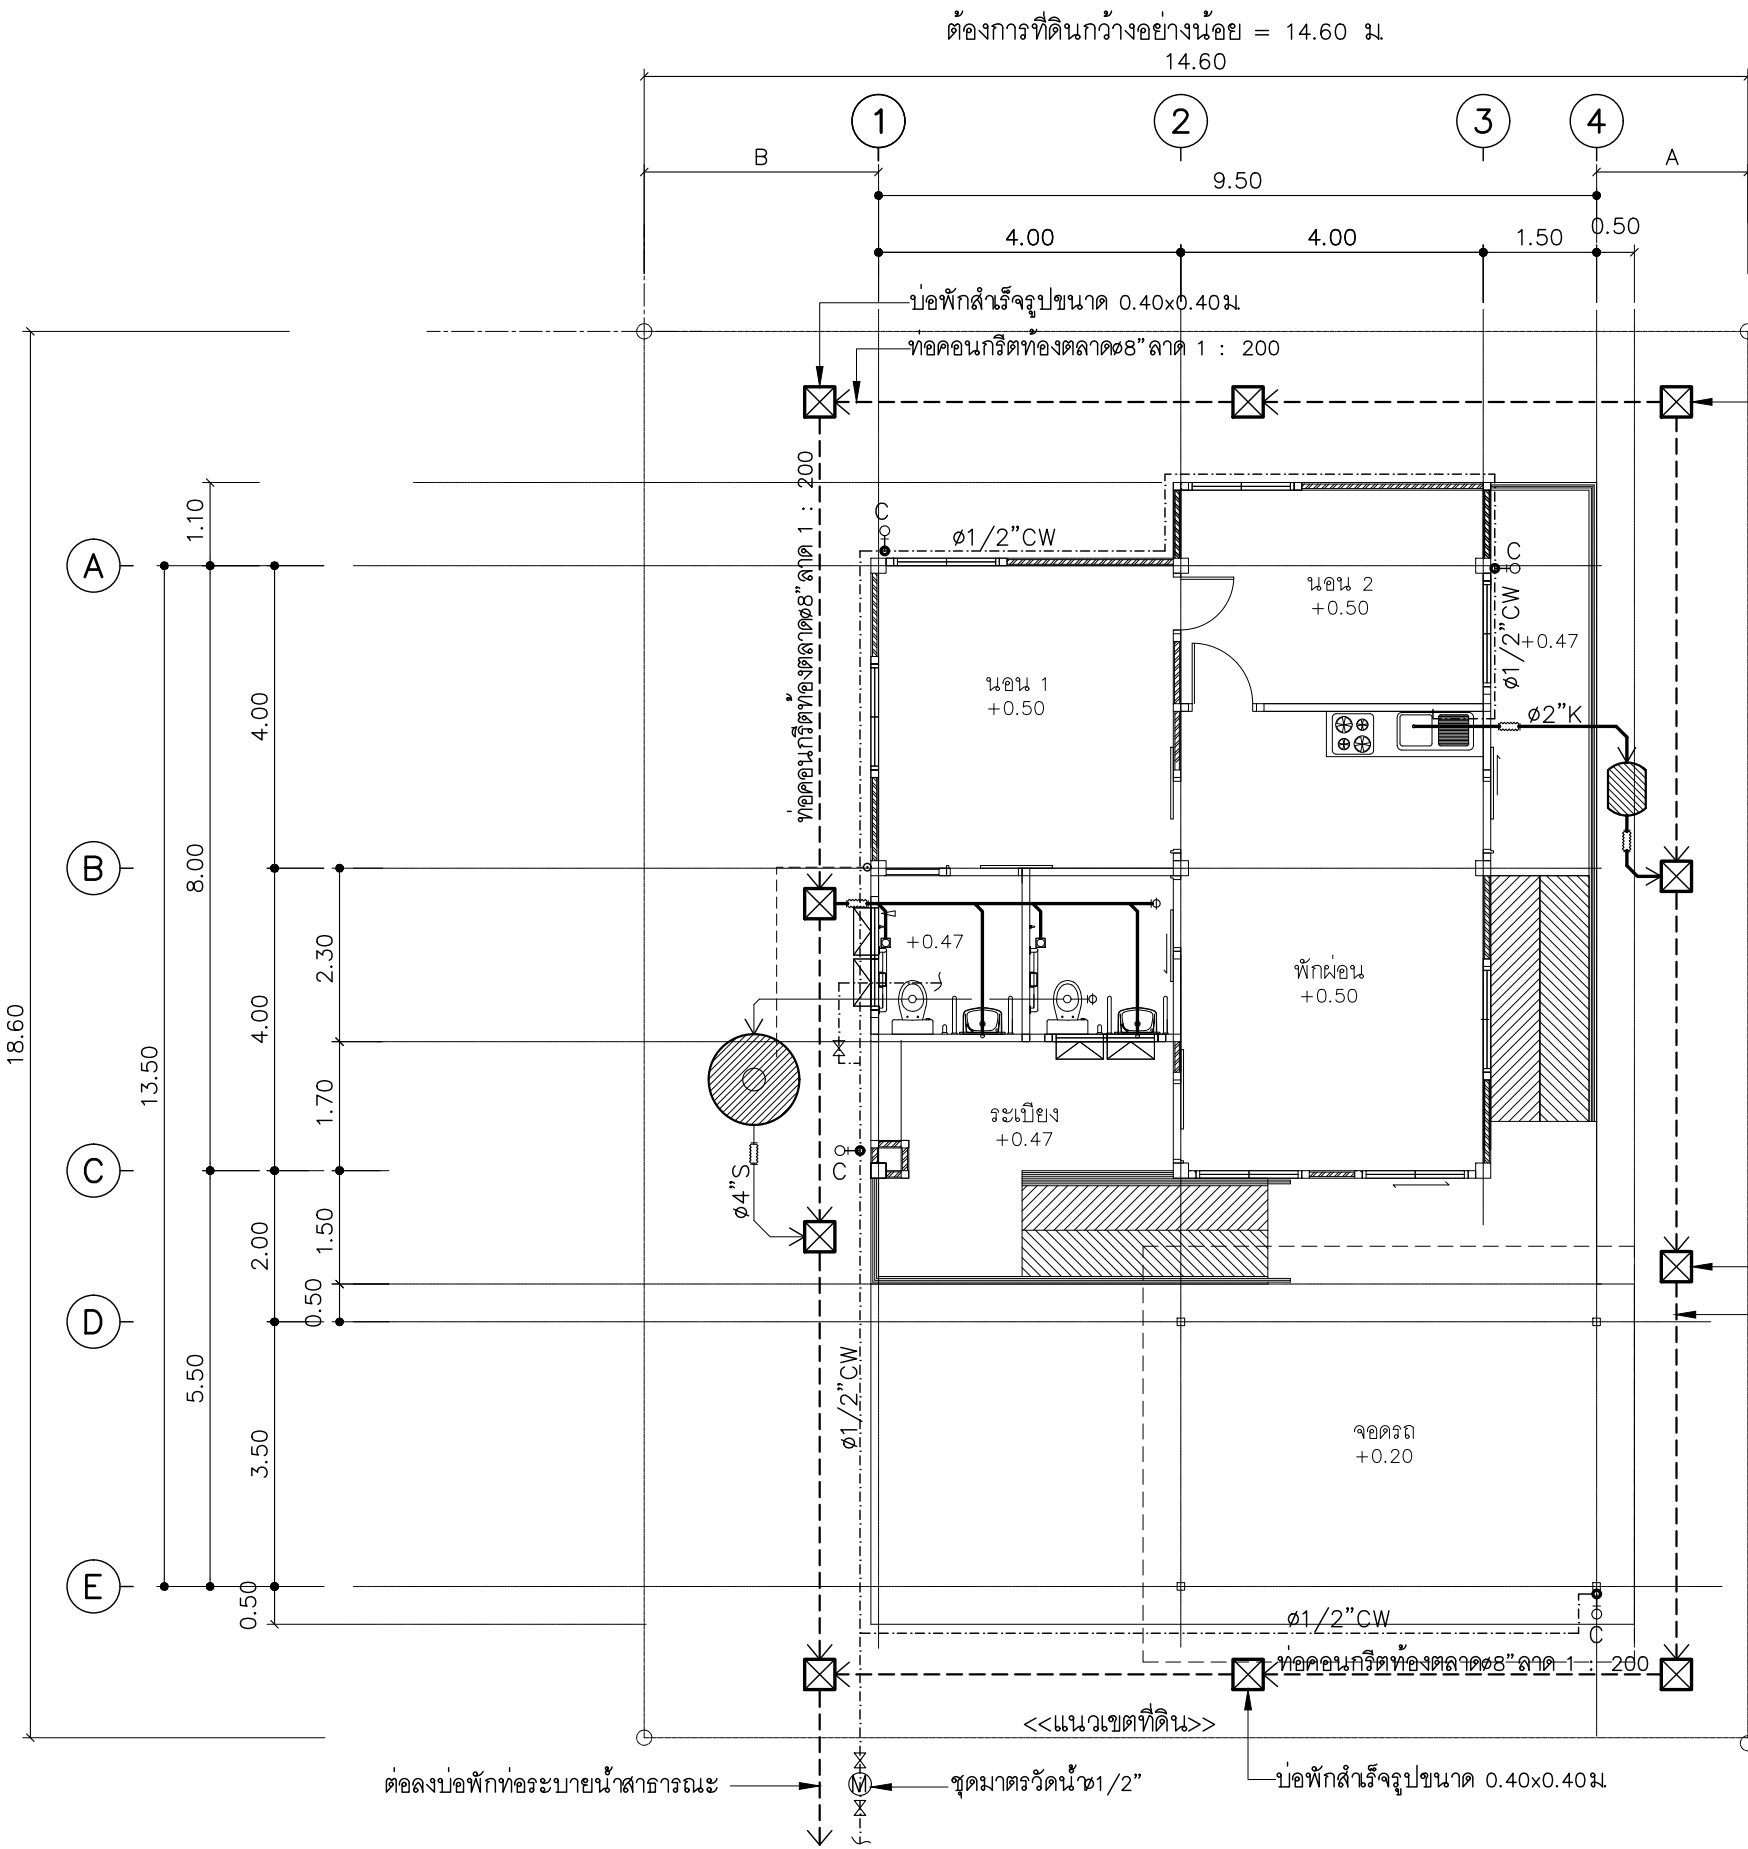 ต้องการที่ดินกว้างอย่างน้อย = 14.60 ม.
14.60
1 2 3 4
B A
9.50
0.50
4.00 4.00 1.50
บ่อพักสำเร็จรูปขนาด 0.40x0.40ม.
ท่อคอนกรีตท้องตลาดø8"ลาด 1 : 200
ท่อคอนกรีตท้องตลาดø8"ลาด 1 : 200
1.10
C
ø1/2"CW
A
C
นอน 2
+0.50
ø1/2"CW
+0.47
นอน 1
+0.50
4.00
ø2"K
8.00
B
2.30
+0.47
พักผ่อน
+0.50
18.60
4.00
13.50
1.70
ระเบียง
+0.47
C
C
ø4"S
1.50
2.00
0.50
D
5.50
ø1/2"CW
3.50
จอดรถ
+0.20
E
0.50
ø1/2"CW
C
ท่อคอนกรีตท้องตลาดø8"ลาด 1 : 200
<<แนวเขตที่ดิน>>
ต่อลงบ่อพักท่อระบายน้ำสาธารณะ
M
ชุดมาตรวัดน้ำø1/2"
บ่อพักสำเร็จรูปขนาด 0.40x0.40ม.